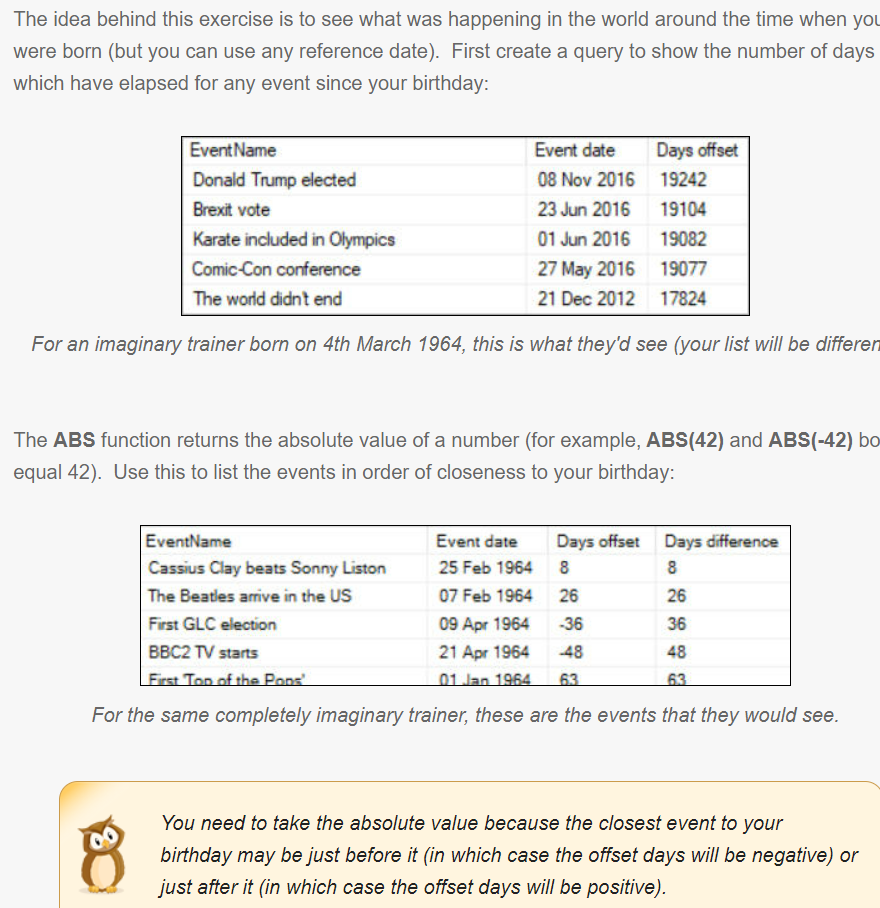 The idea behind this exercise is to see what was happening in the world around the time when you
were born (but you can use any reference date).  First create a query to show the number of days
which have elapsed for any event since your birthday:
EventName Event date Days offset
Donald Trump elected 08 Nov 2016 19242
Brexit vote 23 Jun 2016 19104
Karate included in Olympics 01 Jun 2016 19082
Comic-Con conference 27 May 2016 19077
The world didn't end 21 Dec 2012 17824
For an imaginary trainer born on 4th March 1964, this is what they'd see (your list will be differen
The ABS function returns the absolute value of a number (for example, ABS(42) and ABS(-42) bo
equal 42).  Use this to list the events in order of closeness to your birthday:
EventName Event date Days offset Days difference
Cassius Clay beats Sonny Liston 25 Feb 1964 8 8
The Beatles arrive in the US 07 Feb 1964 26 26
First GLC election 09 Apr 1964 -36 36
BBC2 TV starts 21 Apr 1964 -48 48
First 'Top of the Pops' 01 Jan 1964 63 63
For the same completely imaginary trainer, these are the events that they would see.
You need to take the absolute value because the closest event to your
birthday may be just before it (in which case the offset days will be negative) or
just after it (in which case the offset days will be positive).